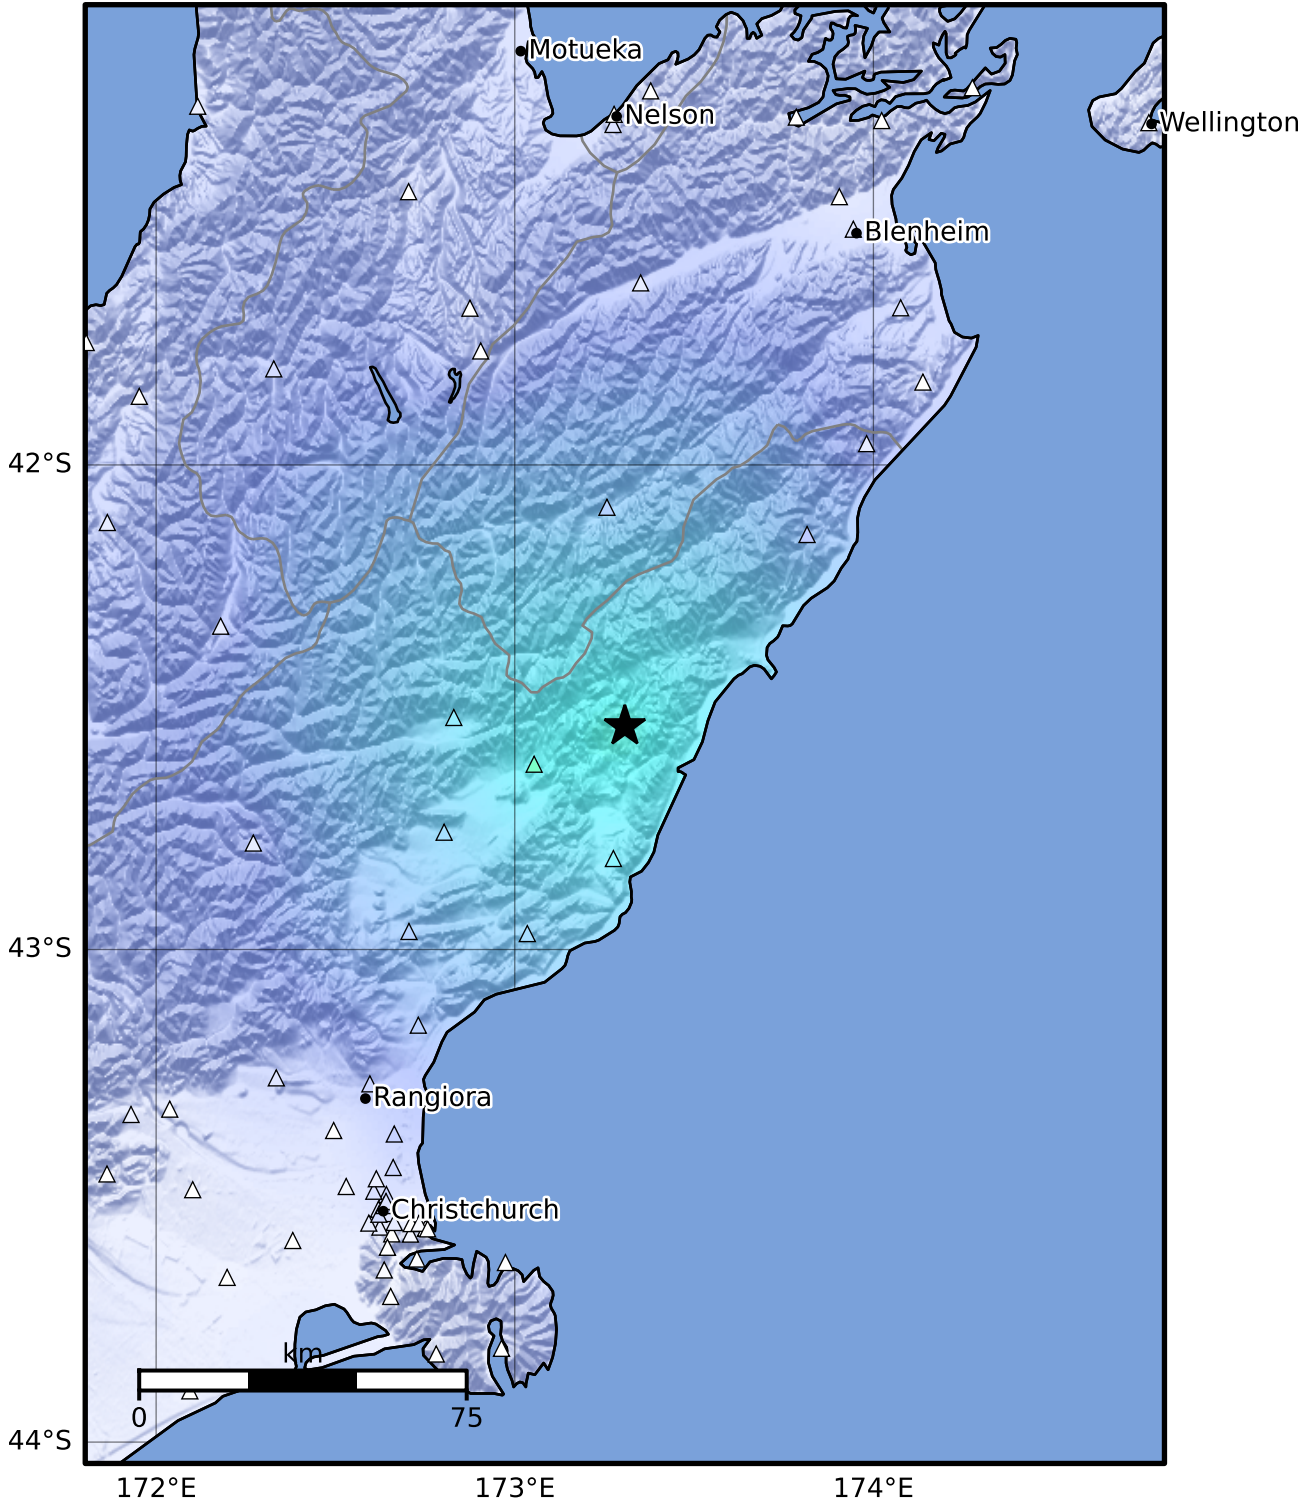 Motueka
Nelson
Wellington
Blenheim
42°S
43°S
Rangiora
Christchurch
km
0
75
44°S
172°E
173°E
174°E